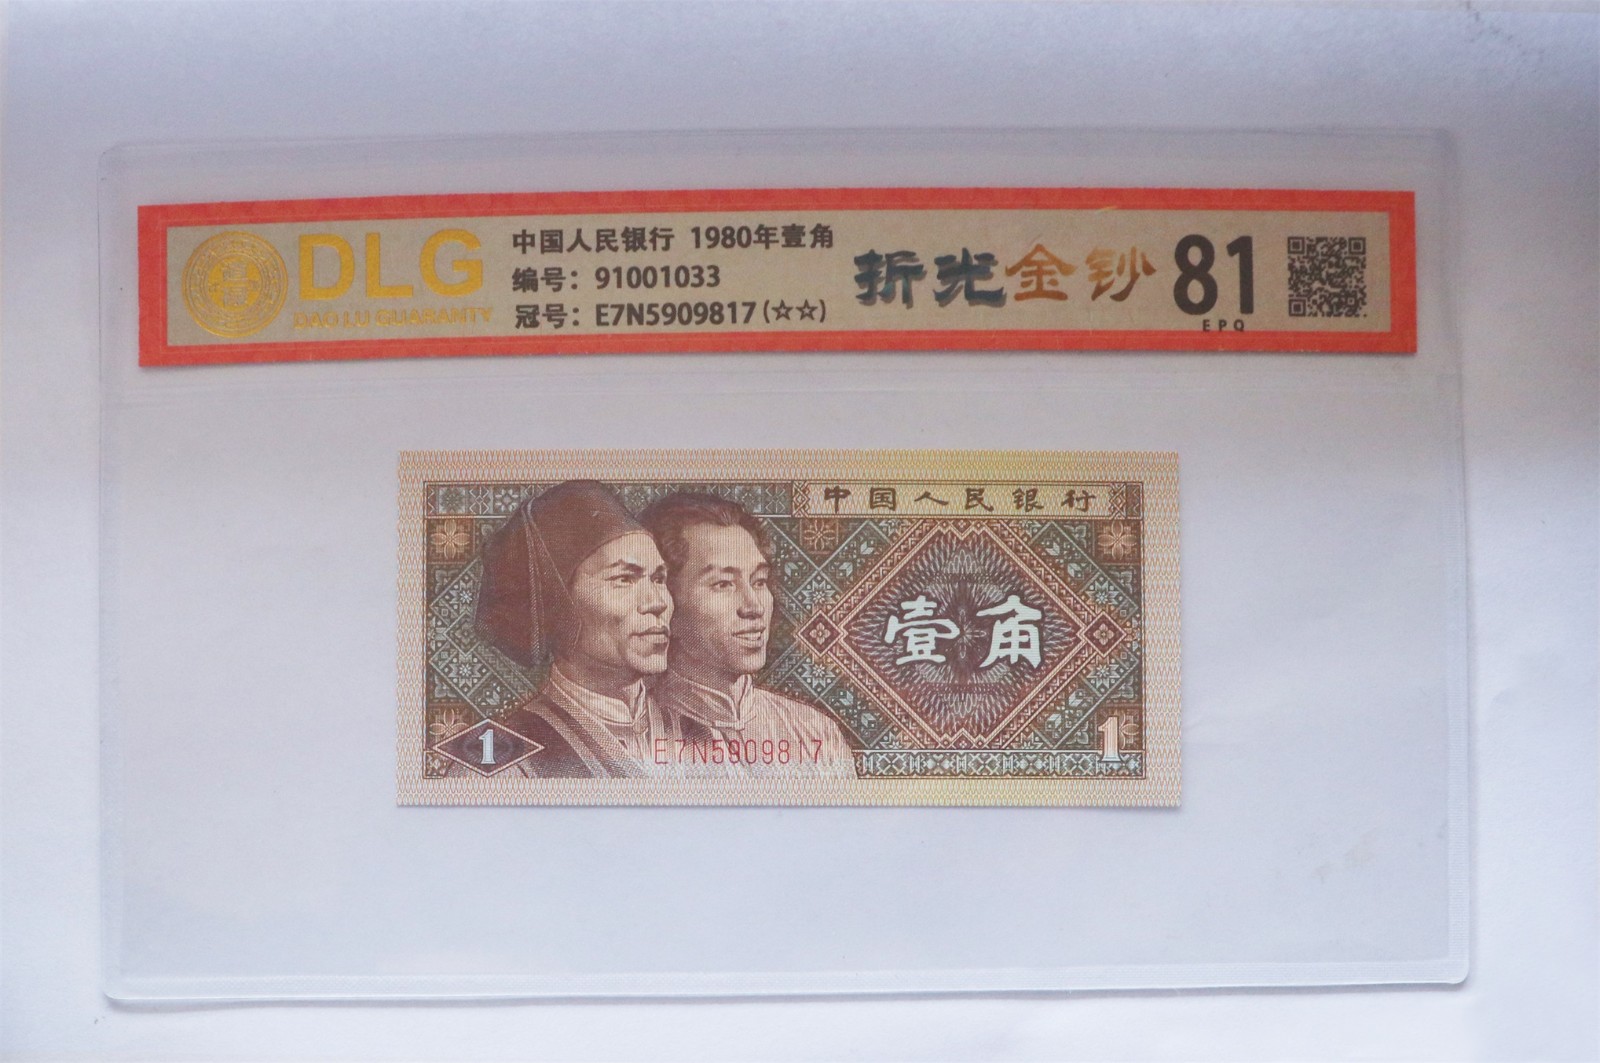 DLG
DAO LU GUARANTY
中国人民银行 1980年壹角
编号：91001033
冠号：E7N5909817(☆☆)
折光金钞
81
EPQ
中国人民银行
壹角
1
E7N5909817
1